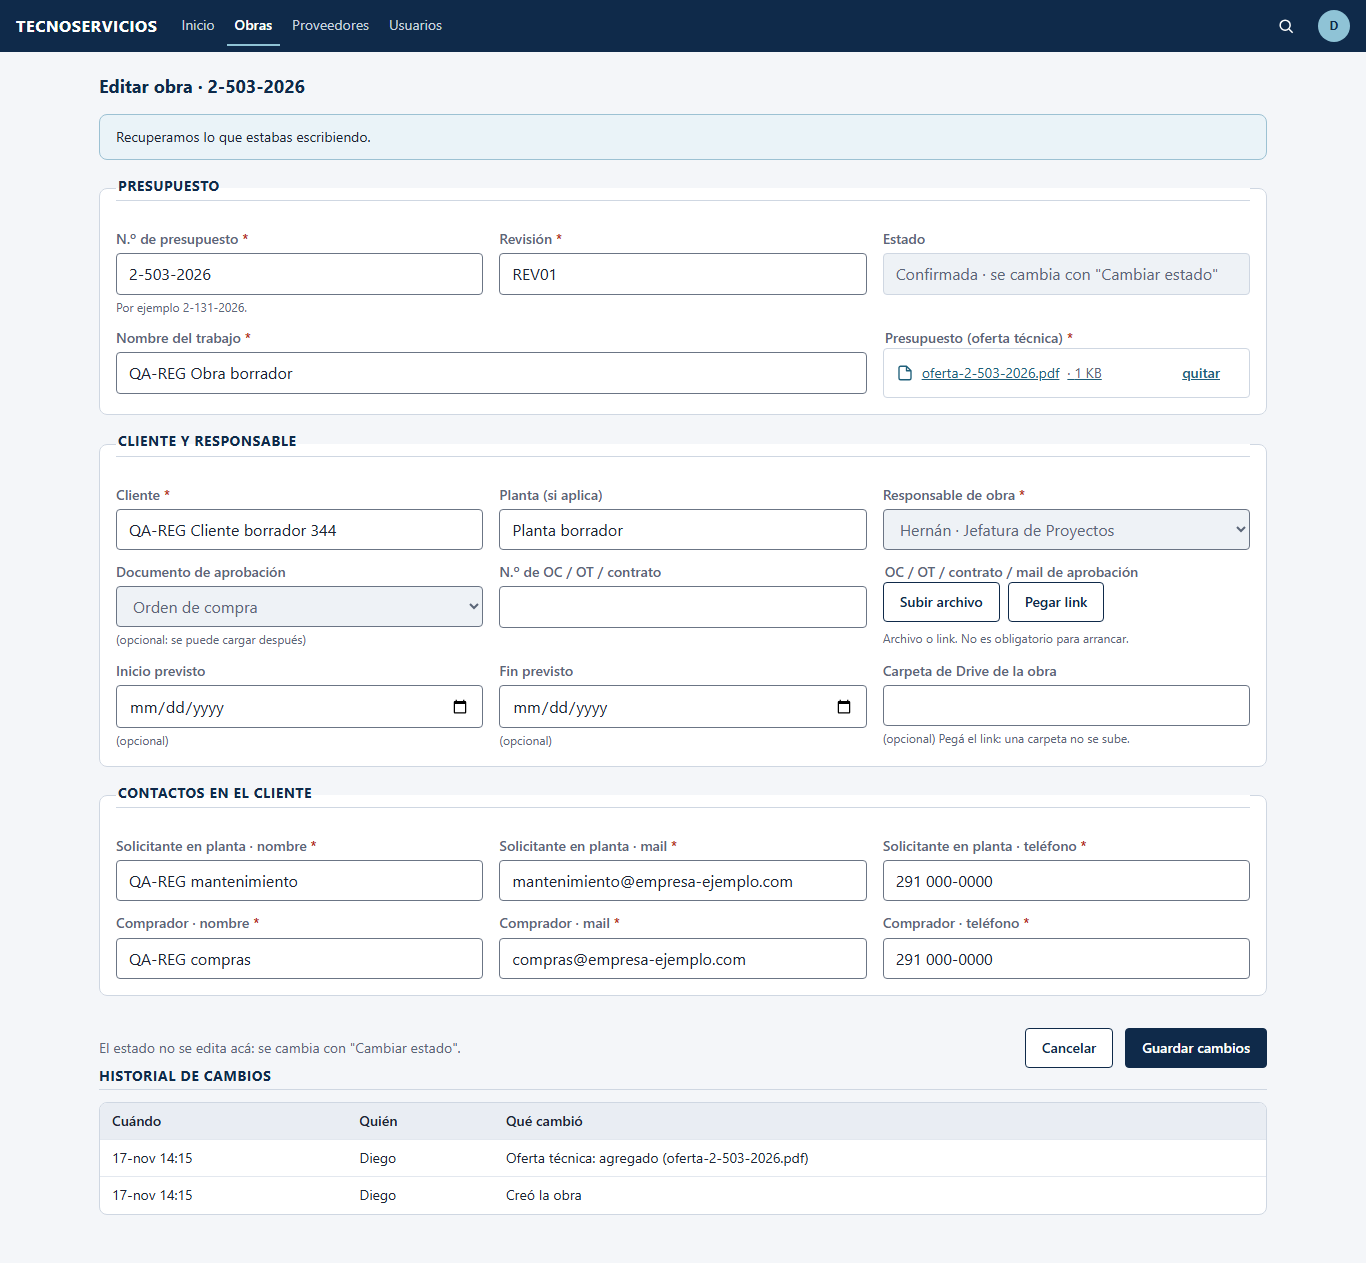 TECNOSERVICIOS Inicio Obras Proveedores Usuarios D
Editar obra · 2-503-2026
Recuperamos lo que estabas escribiendo.
PRESUPUESTO
N.º de presupuesto * Revisión * Estado
2-503-2026 REV01 Confirmada · se cambia con "Cambiar estado"
Por ejemplo 2-131-2026.
Nombre del trabajo * Presupuesto (oferta técnica) *
QA-REG Obra borrador oferta-2-503-2026.pdf · 1 KB quitar
CLIENTE Y RESPONSABLE
Cliente * Planta (si aplica) Responsable de obra *
QA-REG Cliente borrador 344 Planta borrador Hernán · Jefatura de Proyectos
Documento de aprobación N.º de OC / OT / contrato OC / OT / contrato / mail de aprobación
Orden de compra Subir archivo Pegar link
(opcional: se puede cargar después) Archivo o link. No es obligatorio para arrancar.
Inicio previsto Fin previsto Carpeta de Drive de la obra
mm/dd/yyyy mm/dd/yyyy
(opcional) (opcional) (opcional) Pegá el link: una carpeta no se sube.
CONTACTOS EN EL CLIENTE
Solicitante en planta · nombre * Solicitante en planta · mail * Solicitante en planta · teléfono *
QA-REG mantenimiento mantenimiento@empresa-ejemplo.com 291 000-0000
Comprador · nombre * Comprador · mail * Comprador · teléfono *
QA-REG compras compras@empresa-ejemplo.com 291 000-0000
El estado no se edita acá: se cambia con "Cambiar estado". Cancelar Guardar cambios
HISTORIAL DE CAMBIOS
Cuándo Quién Qué cambió
17-nov 14:15 Diego Oferta técnica: agregado (oferta-2-503-2026.pdf)
17-nov 14:15 Diego Creó la obra